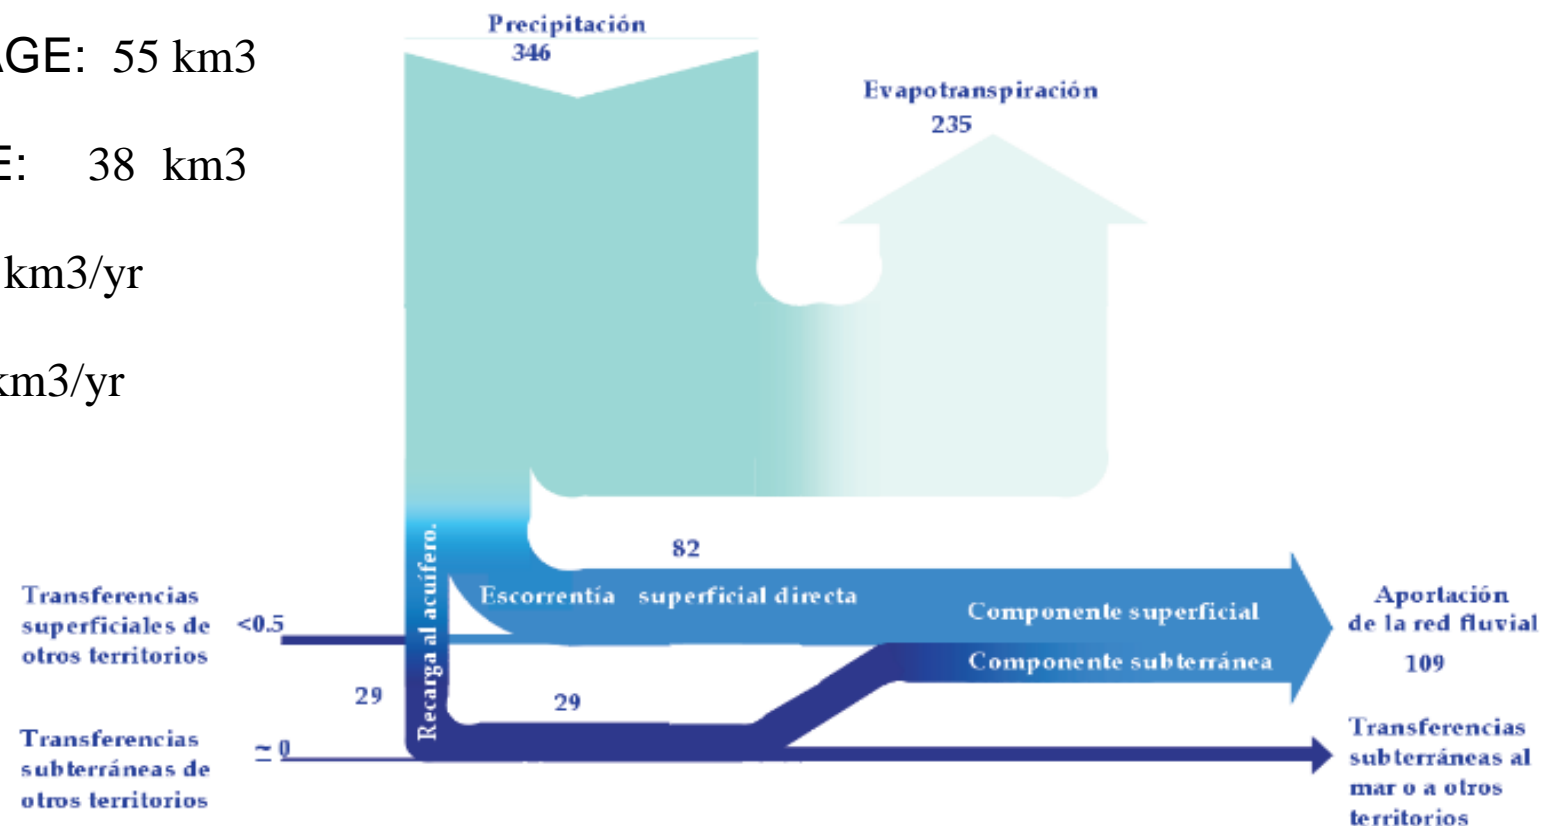 AGE: 55 km3
E: 38 km3
km3/yr
km3/yr
Precipitación
346
Evapotranspiración
235
82
Escorrentía superficial directa
Recarga al acuífero.
Componente superficial
Componente subterránea
Transferencias
superficiales de
otros territorios
<0.5
29
29
Transferencias
subterráneas de
otros territorios
≃ 0
Aportación
de la red fluvial
109
Transferencias
subterráneas al
mar o a otros
territorios